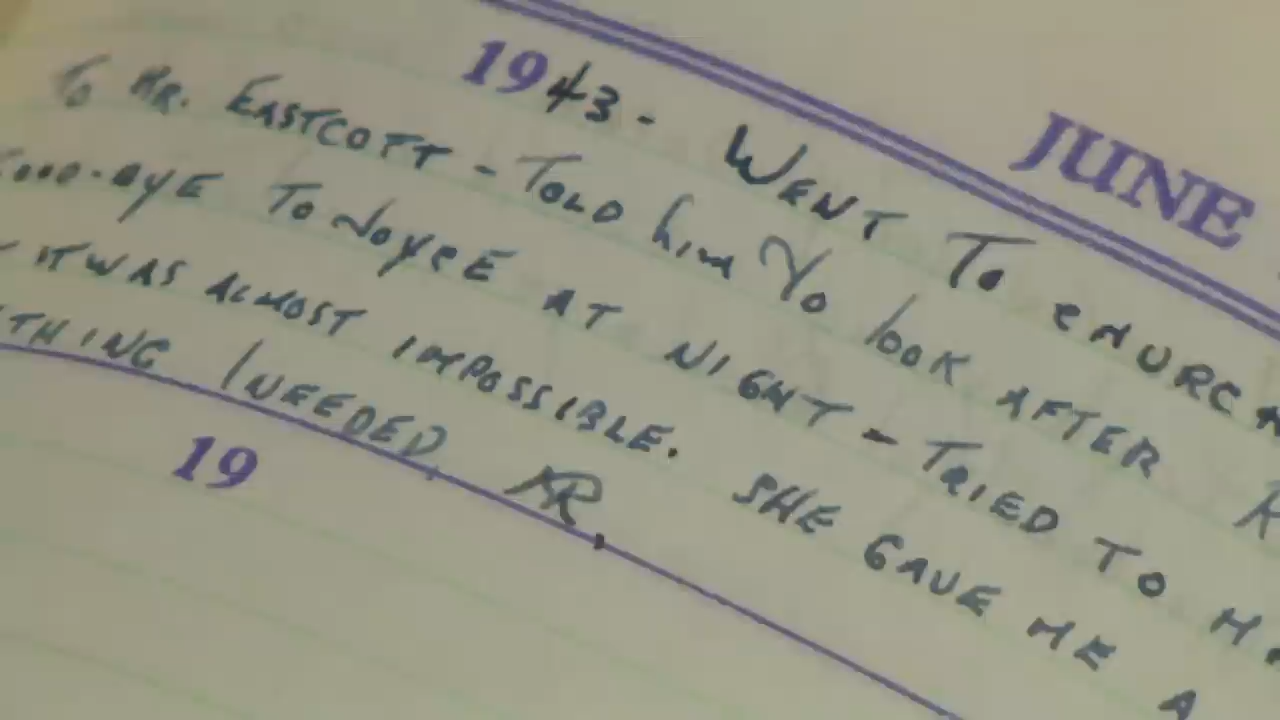 JUNE
1943- WENT TO CHURCH
To MR. EASTCOTT - TOLD him To look AFTER
GOOD-BYE TO JOYCE AT NIGHT - TRIED TO
- IT WAS ALMOST IMPOSSIBLE. SHE GAVE ME A
THING I NEEDED. KR.
19